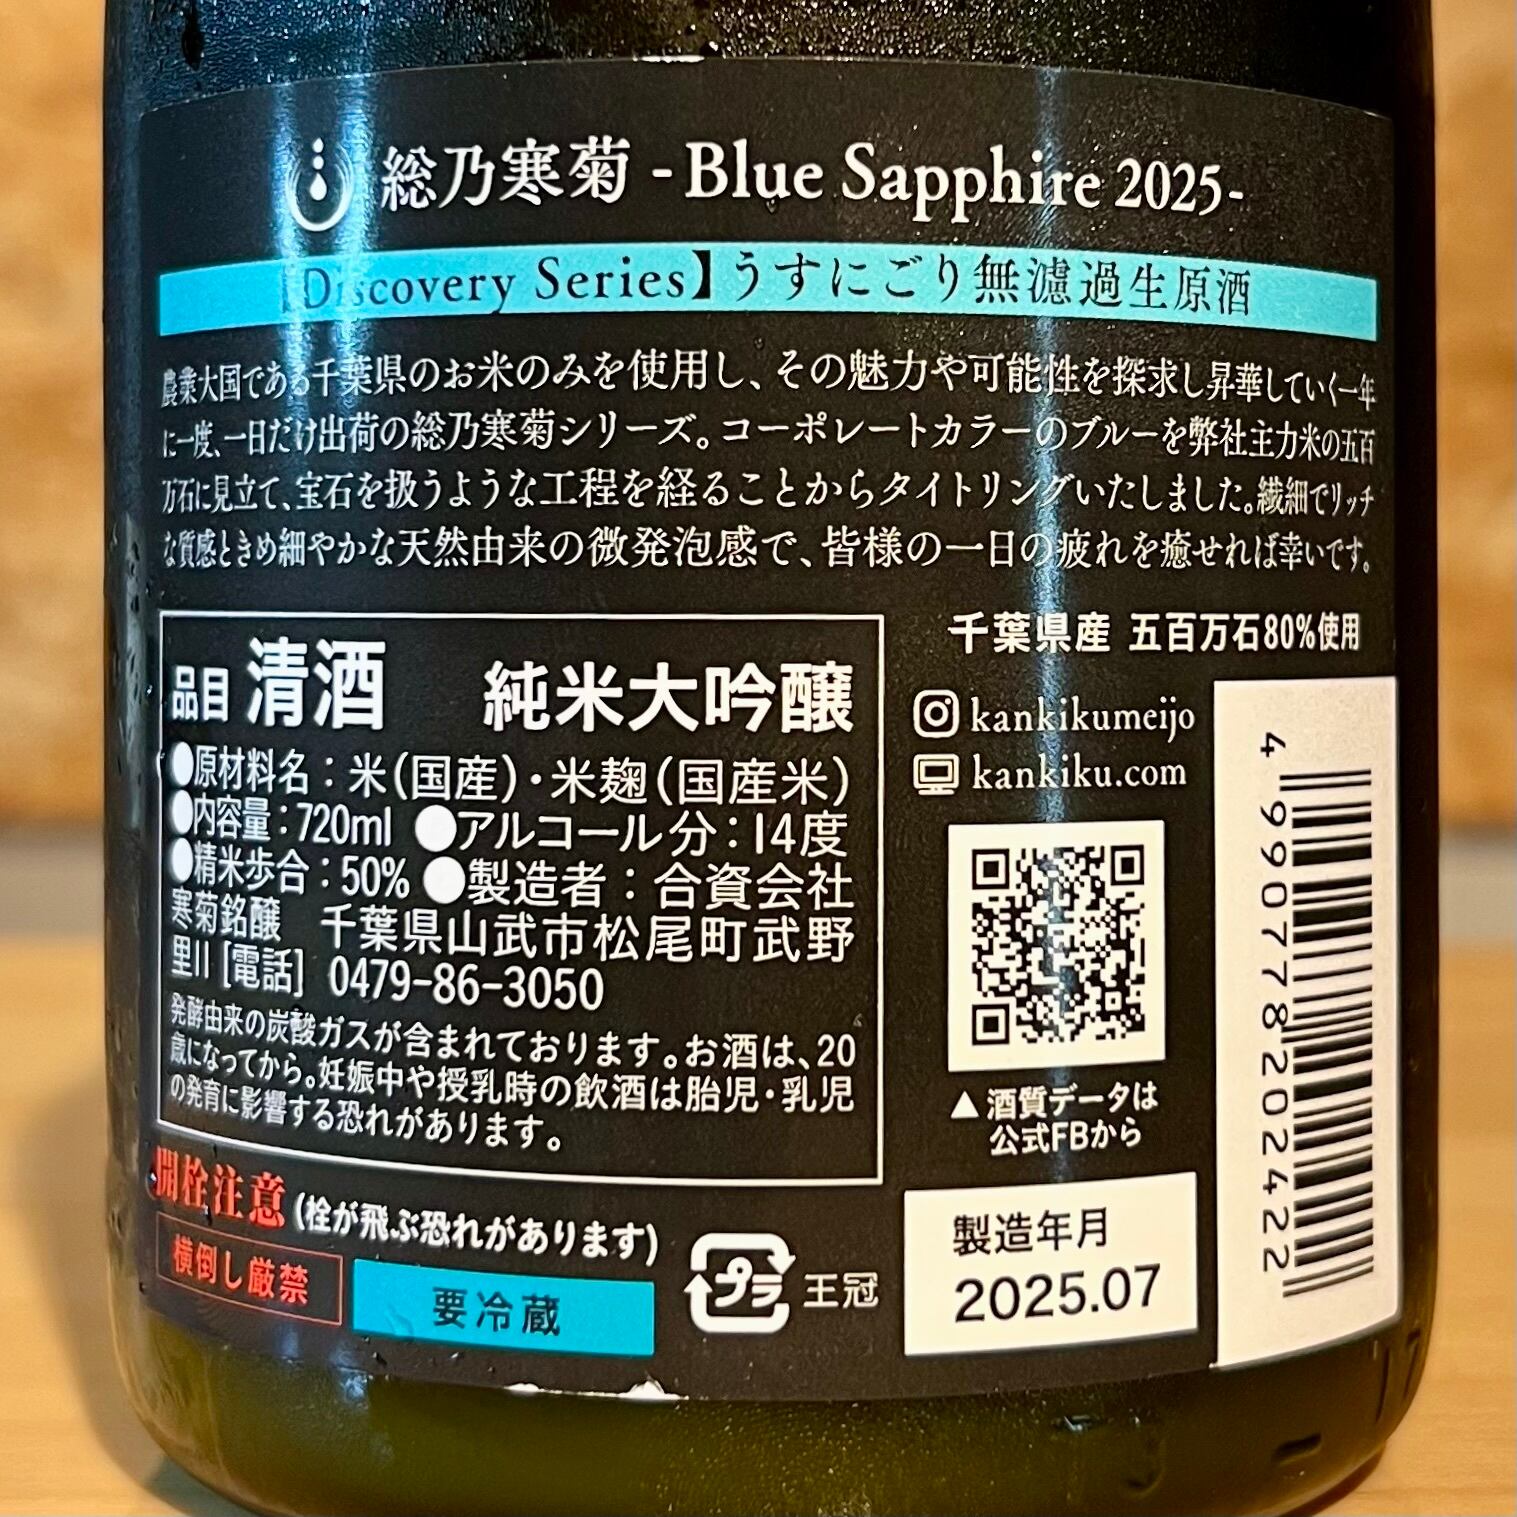 総乃寒菊 -Blue Sapphire 2025-
【Discovery Series】うすにごり無濾過生原酒
農業大国である千葉県のお米のみを使用し、その魅力や可能性を探求し昇華していく一年
に一度、一日だけ出荷の総乃寒菊シリーズ。コーポレートカラーのブルーを弊社主力米の五百
万石に見立て、宝石を扱うような工程を経ることからタイトリングいたしました。繊細でリッチ
な質感ときめ細やかな天然由来の微発泡感で、皆様の一日の疲れを癒せれば幸いです。
千葉県産 五百万石80%使用
品目 清酒 純米大吟醸
●原材料名：米(国産)・米麹(国産米)
●内容量：720ml ●アルコール分：14度
●精米歩合：50% ●製造者：合資会社
寒菊銘醸 千葉県山武市松尾町武野
里11 [電話] 0479-86-3050
発酵由来の炭酸ガスが含まれております。お酒は、20
歳になってから。妊娠中や授乳時の飲酒は胎児・乳児
の発育に影響する恐れがあります。
kankikumeijo
kankiku.com
▲酒質データは
公式FBから
4 990778 202422
開栓注意 (栓が飛ぶ恐れがあります)
横倒し厳禁
要冷蔵
プラ 王冠
製造年月
2025.07